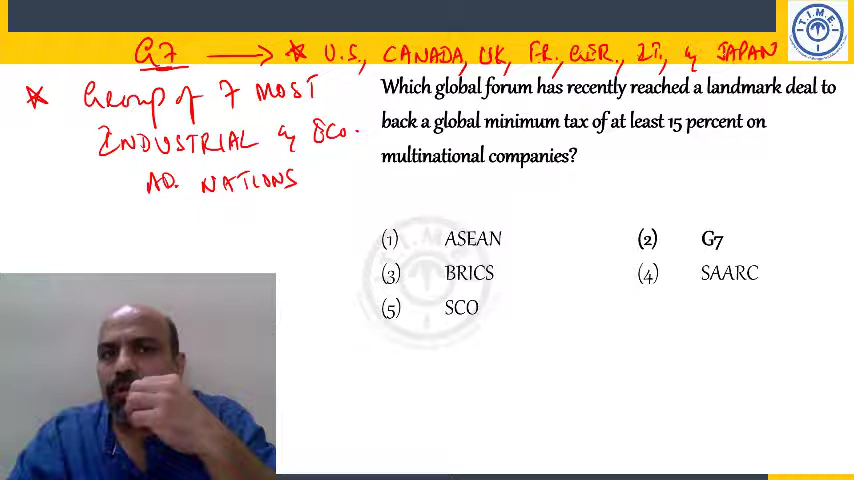 T.I.M.E.
G7 → * U.S., CANADA, UK, FR., GER., IT., & JAPAN
* Group of 7 MOST
INDUSTRIAL & ECO.
AD. NATIONS
Which global forum has recently reached a landmark deal to
back a global minimum tax of at least 15 percent on
multinational companies?
(1) ASEAN (2) G7
(3) BRICS (4) SAARC
(5) SCO